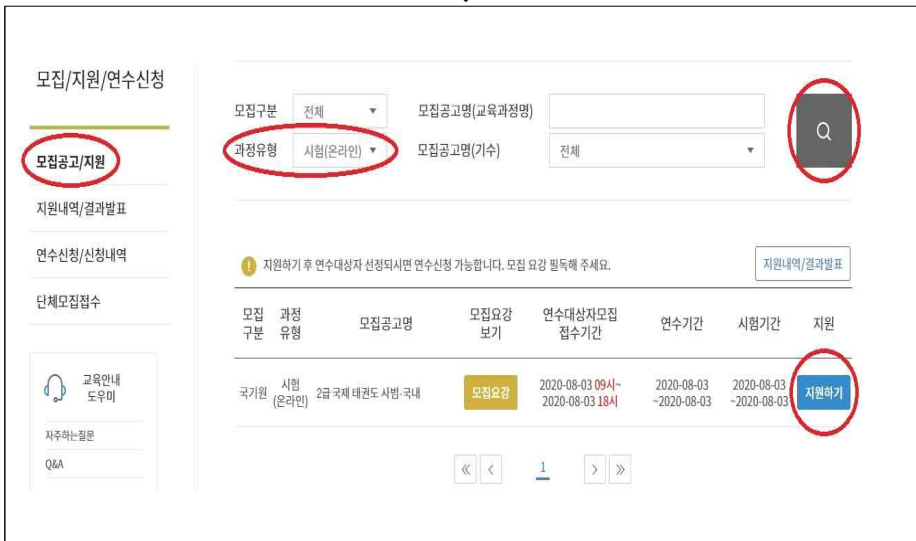 모집/지원/연수신청
모집공고/지원
지원내역/결과발표
연수신청/신청내역
단체모집접수
교육안내
도우미
자주하는질문
Q&A
모집구분 전체 모집공고명(교육과정명)
과정유형 시험(온라인) 모집공고명(기수) 전체
지원하기 후 연수대상자 선정되시면 연수신청 가능합니다. 모집 요강 필독해 주세요. 지원내역/결과발표
모집 과정 모집공고명 모집요강 연수대상자모집 연수기간 시험기간 지원
구분 유형 보기 접수기간
국기원 시험 2급 국제 태권도 사범-국내 모집요강 2020-08-03 09시~ 2020-08-03 2020-08-03 지원하기
(온라인) 2020-08-03 18시 ~2020-08-03 ~2020-08-03
« < 1 > »